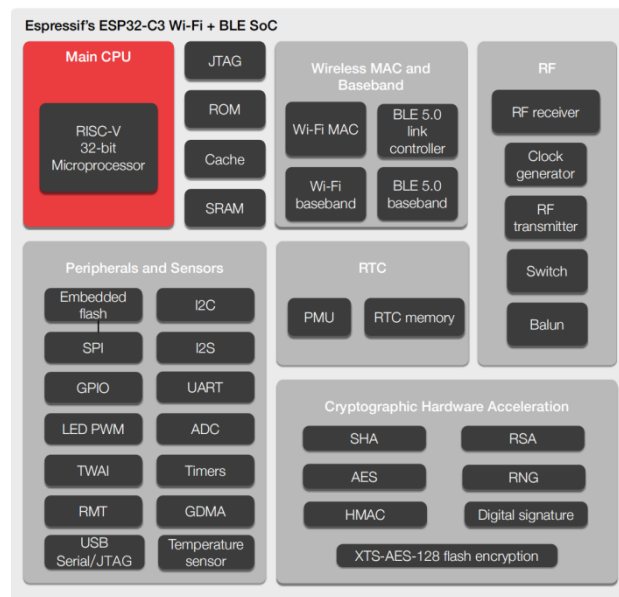 Espressif's ESP32-C3 Wi-Fi + BLE SoC
Main CPU
RISC-V
32-bit
Microprocessor
JTAG
ROM
Cache
SRAM
Wireless MAC and
Baseband
Wi-Fi MAC
BLE 5.0
link
controller
Wi-Fi
baseband
BLE 5.0
baseband
RF
RF receiver
Clock
generator
RF
transmitter
Switch
Balun
Peripherals and Sensors
Embedded
flash
I2C
SPI
I2S
GPIO
UART
LED PWM
ADC
TWAI
Timers
RMT
GDMA
USB
Serial/JTAG
Temperature
sensor
RTC
PMU
RTC memory
Cryptographic Hardware Acceleration
SHA
RSA
AES
RNG
HMAC
Digital signature
XTS-AES-128 flash encryption